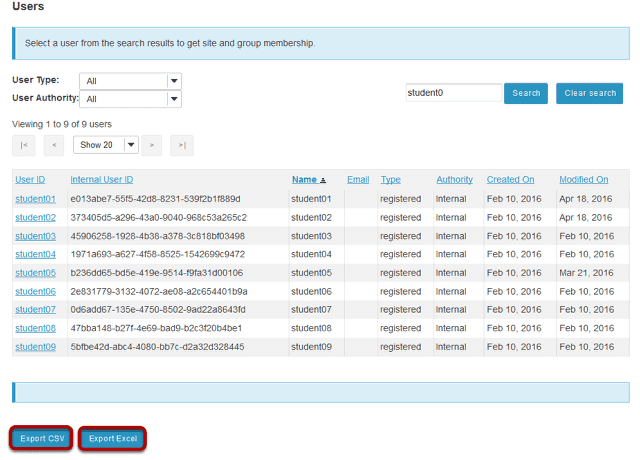 Users
Select a user from the search results to get site and group membership.
User Type: All
User Authority: All
student0 Search Clear search
Viewing 1 to 9 of 9 users
|< < Show 20 > >|
User ID Internal User ID Name Email Type Authority Created On Modified On
student01 e013abe7-55f5-42d8-8231-539f2b1f889d student01 registered Internal Feb 10, 2016 Apr 18, 2016
student02 373405d5-a296-43a0-9040-968c53a265c2 student02 registered Internal Feb 10, 2016 Apr 18, 2016
student03 45906258-1928-4b38-a378-3c818bf03498 student03 registered Internal Feb 10, 2016 Feb 10, 2016
student04 1971a693-a627-4f58-8525-1542699c9472 student04 registered Internal Feb 10, 2016 Feb 10, 2016
student05 b236dd65-bd5e-419e-9514-f9fa31d00106 student05 registered Internal Feb 10, 2016 Mar 21, 2016
student06 2e831779-3132-4072-ae08-a2c654401b9a student06 registered Internal Feb 10, 2016 Feb 10, 2016
student07 0d6add67-135e-4750-8502-9ad22a8643fd student07 registered Internal Feb 10, 2016 Feb 10, 2016
student08 47bba148-b27f-4e69-bad9-b2c3f20b4be1 student08 registered Internal Feb 10, 2016 Feb 10, 2016
student09 5bfbe42d-abc4-4080-bb7c-d2a32d328445 student09 registered Internal Feb 10, 2016 Feb 10, 2016
Export CSV Export Excel